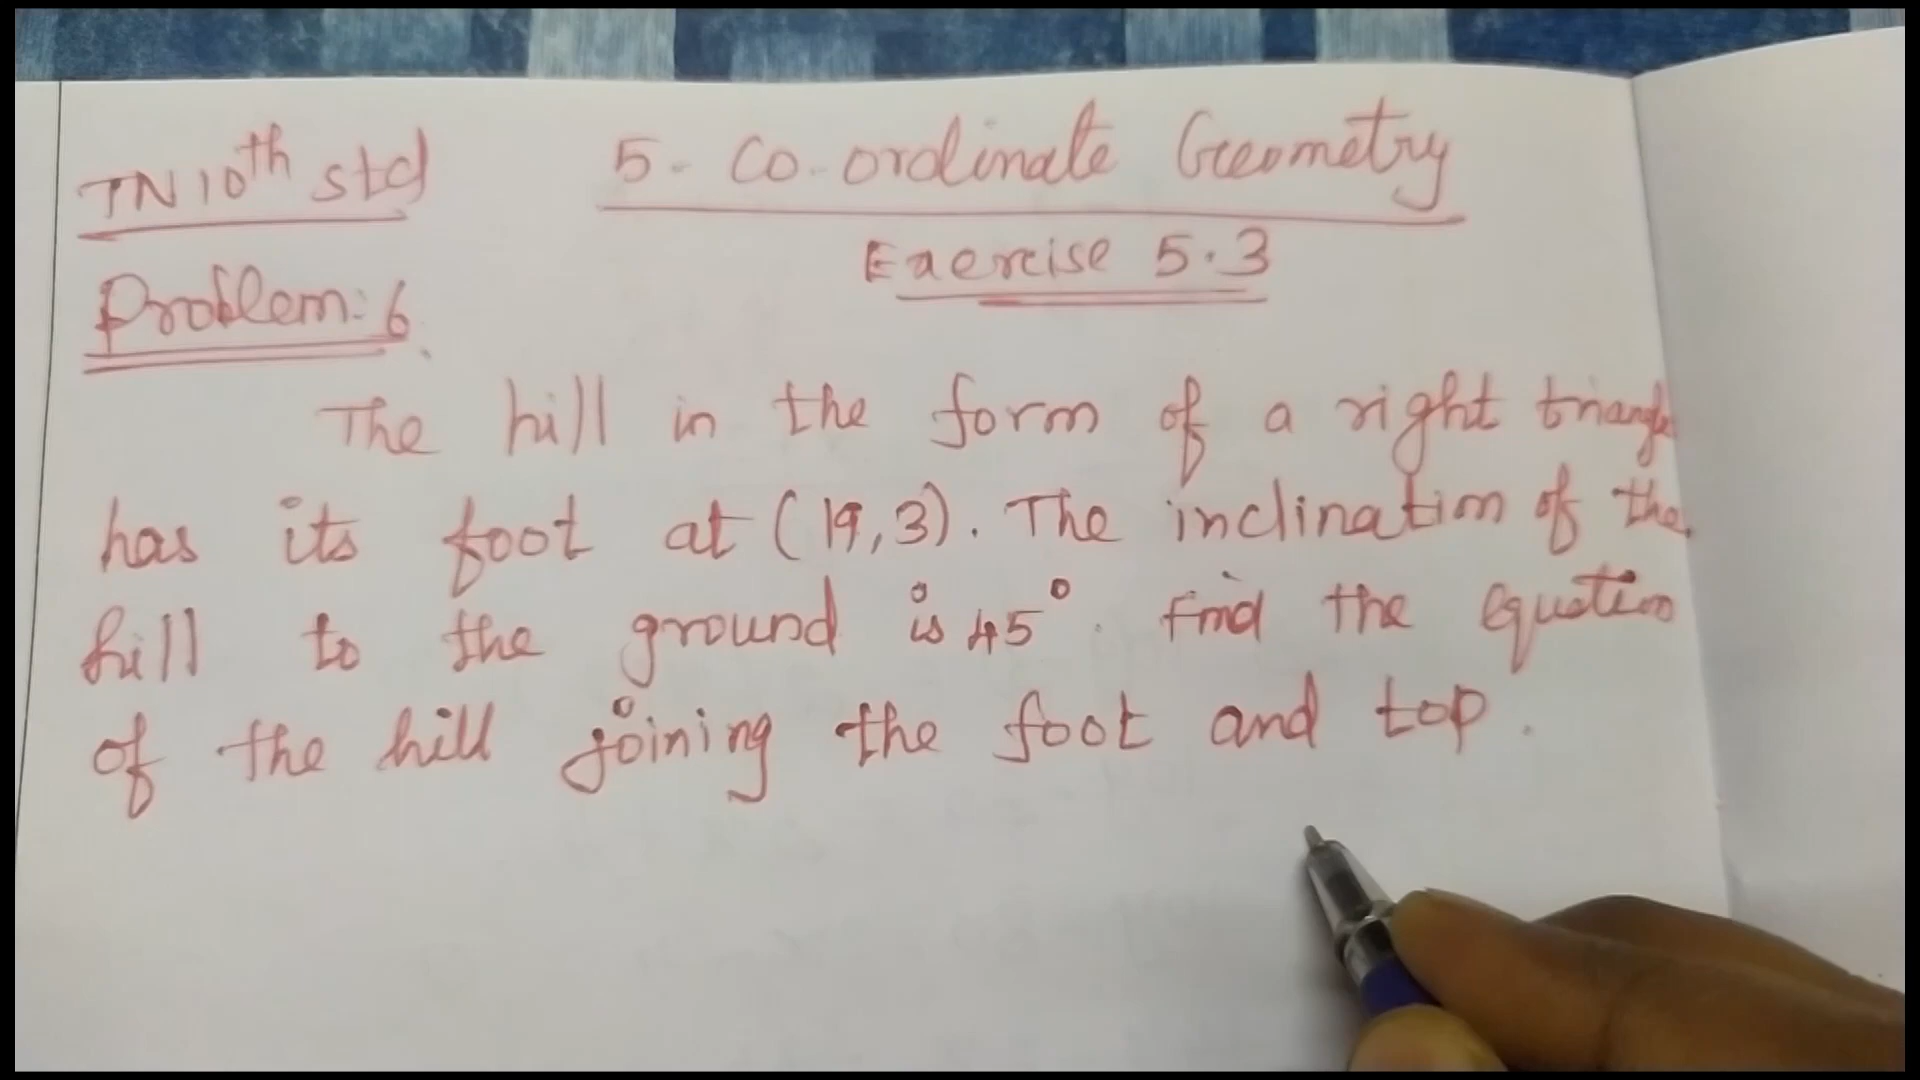 TN 10th std
5. Co-ordinate Geometry
Exercise 5.3
Problem: 6.
The hill in the form of a right triangle
has its foot at (19,3). The inclination of the
hill to the ground is 45°. Find the equation
of the hill joining the foot and top.